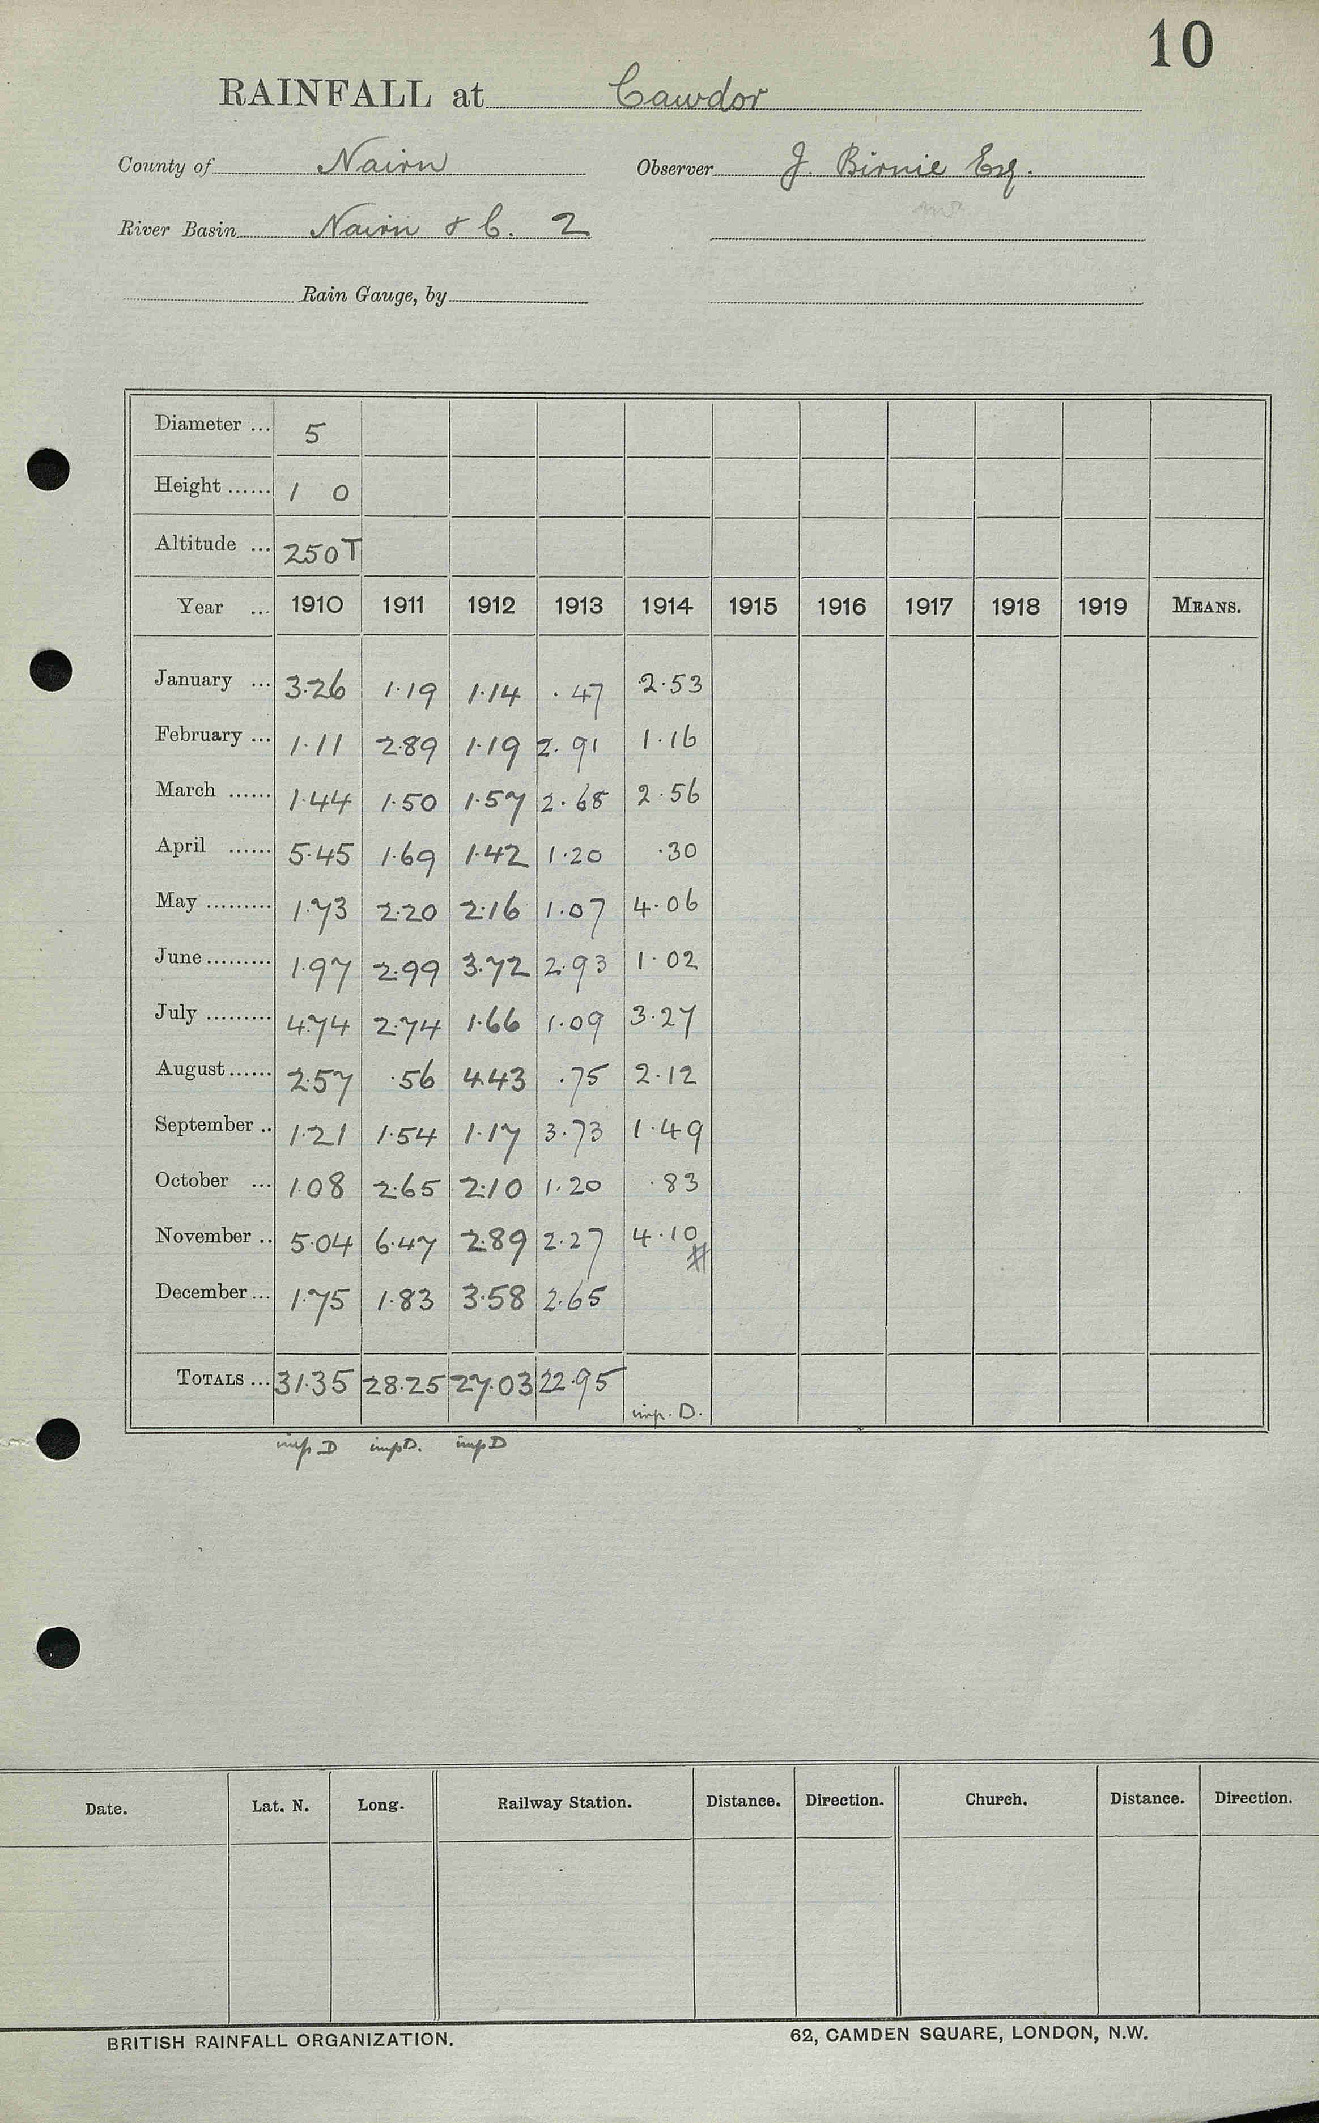 10
RAINFALL at Cawdor
County of Nairn Observer J. Birnie Esq.
River Basin Nairn & C. 2
Rain Gauge, by
Diameter ... 5
Height ...... 1 0
Altitude ... 250T
Year ... 1910 1911 1912 1913 1914 1915 1916 1917 1918 1919 MEANS.
January ... 3.26 1.19 1.14 .47 2.53
February ... 1.11 2.89 1.19 2.91 1.16
March ...... 1.44 1.50 1.57 2.68 2.56
April ...... 5.45 1.69 1.42 1.20 .30
May ......... 1.73 2.20 2.16 1.07 4.06
June ......... 1.97 2.99 3.72 2.93 1.02
July ......... 4.74 2.74 1.66 1.09 3.27
August ...... 2.57 .56 4.43 .75 2.12
September .. 1.21 1.54 1.17 3.73 1.49
October ... 1.08 2.65 2.10 1.20 .83
November .. 5.04 6.47 2.89 2.27 4.10 #
December ... 1.75 1.83 3.58 2.65
TOTALS ... 31.35 28.25 27.03 22.95 imp. D.
imp D imp D. imp D
Date. Lat. N. Long. Railway Station. Distance. Direction. Church. Distance. Direction.
BRITISH RAINFALL ORGANIZATION. 62, CAMDEN SQUARE, LONDON, N.W.